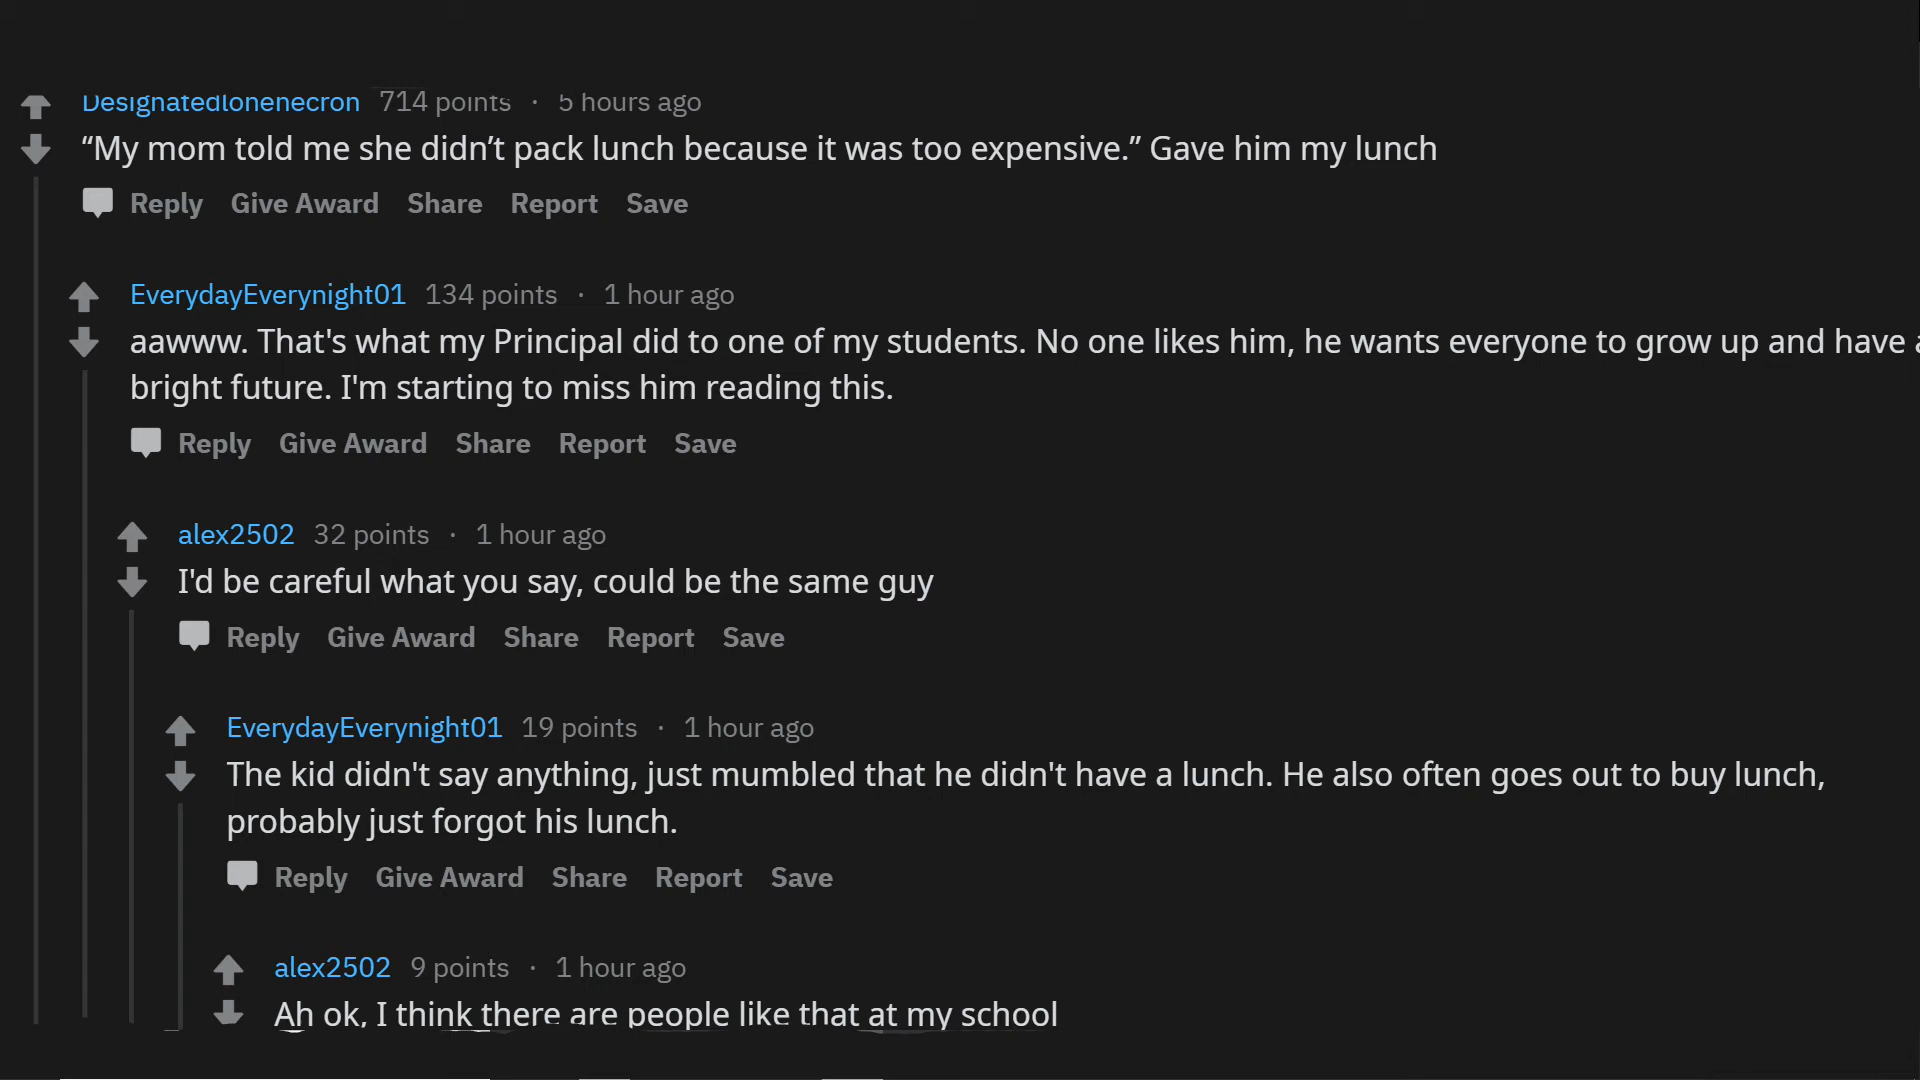 Designatedlonenecron 714 points · 5 hours ago
“My mom told me she didn’t pack lunch because it was too expensive.” Gave him my lunch
Reply Give Award Share Report Save
EverydayEverynight01 134 points · 1 hour ago
aawww. That's what my Principal did to one of my students. No one likes him, he wants everyone to grow up and have a
bright future. I'm starting to miss him reading this.
Reply Give Award Share Report Save
alex2502 32 points · 1 hour ago
I'd be careful what you say, could be the same guy
Reply Give Award Share Report Save
EverydayEverynight01 19 points · 1 hour ago
The kid didn't say anything, just mumbled that he didn't have a lunch. He also often goes out to buy lunch,
probably just forgot his lunch.
Reply Give Award Share Report Save
alex2502 9 points · 1 hour ago
Ah ok, I think there are people like that at my school